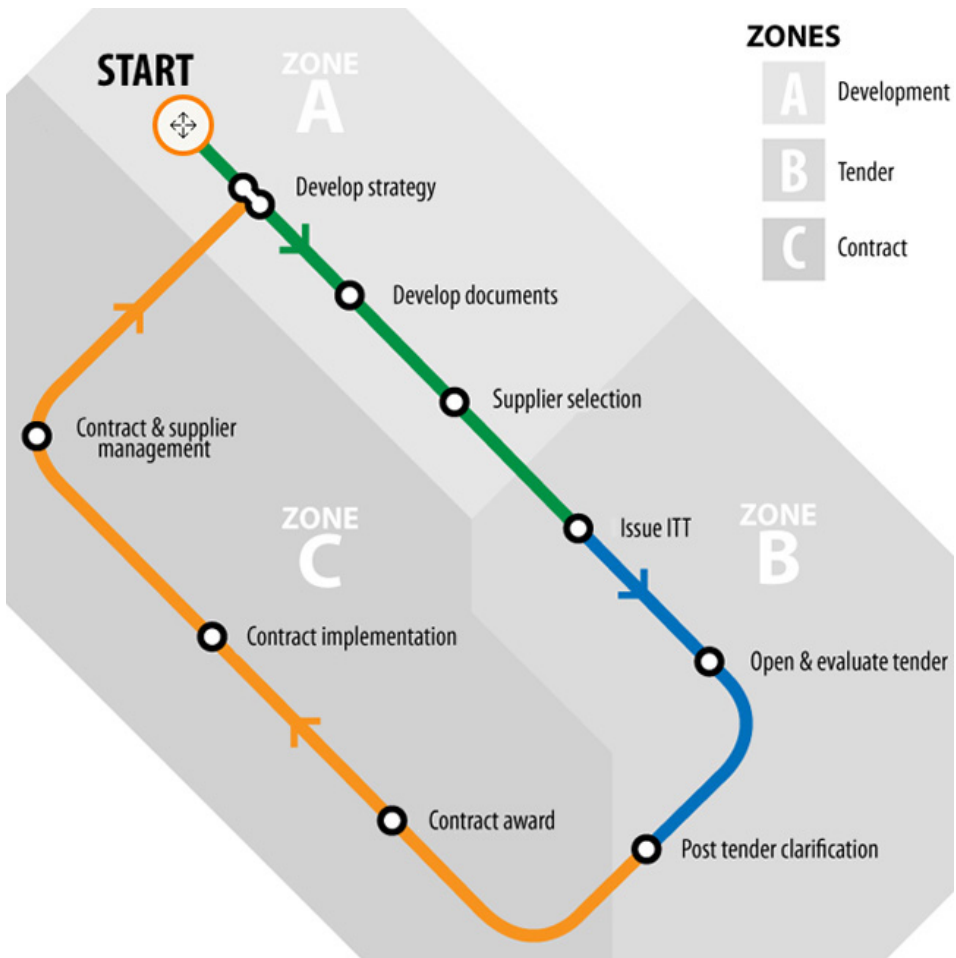 START
ZONE
A
ZONES
A Development
B Tender
C Contract
Develop strategy
Develop documents
Supplier selection
Issue ITT
ZONE
B
Open & evaluate tender
Post tender clarification
Contract award
Contract implementation
ZONE
C
Contract & supplier
management